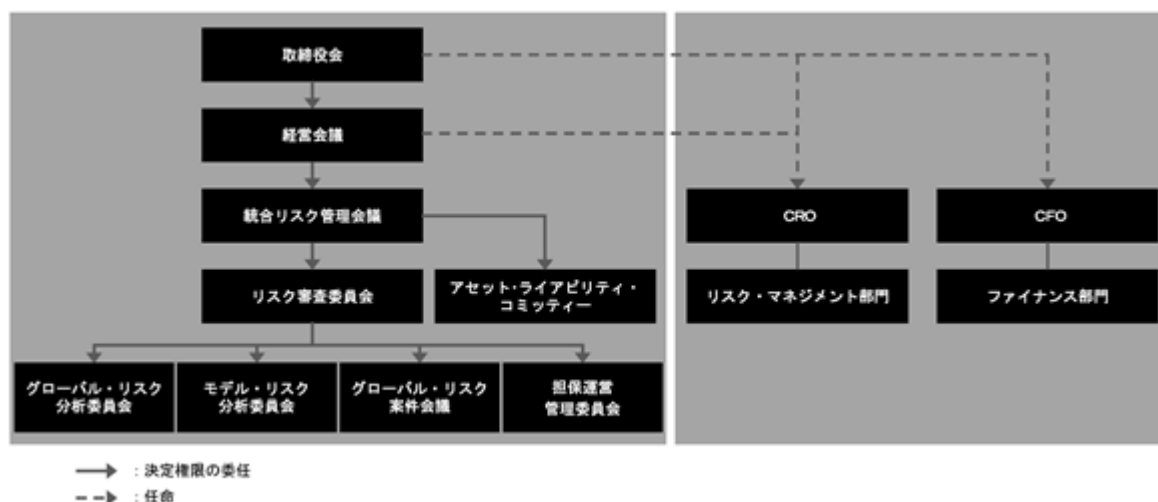 取締役会
経営会議
統合リスク管理会議
CRO
CFO
リスク審査委員会
アセット・ライアビリティ・
コミッティー
リスク・マネジメント部門
ファイナンス部門
グローバル・リスク
分析委員会
モデル・リスク
分析委員会
グローバル・リスク
案件会議
担保運営
管理委員会
:決定権限の委任
:任命